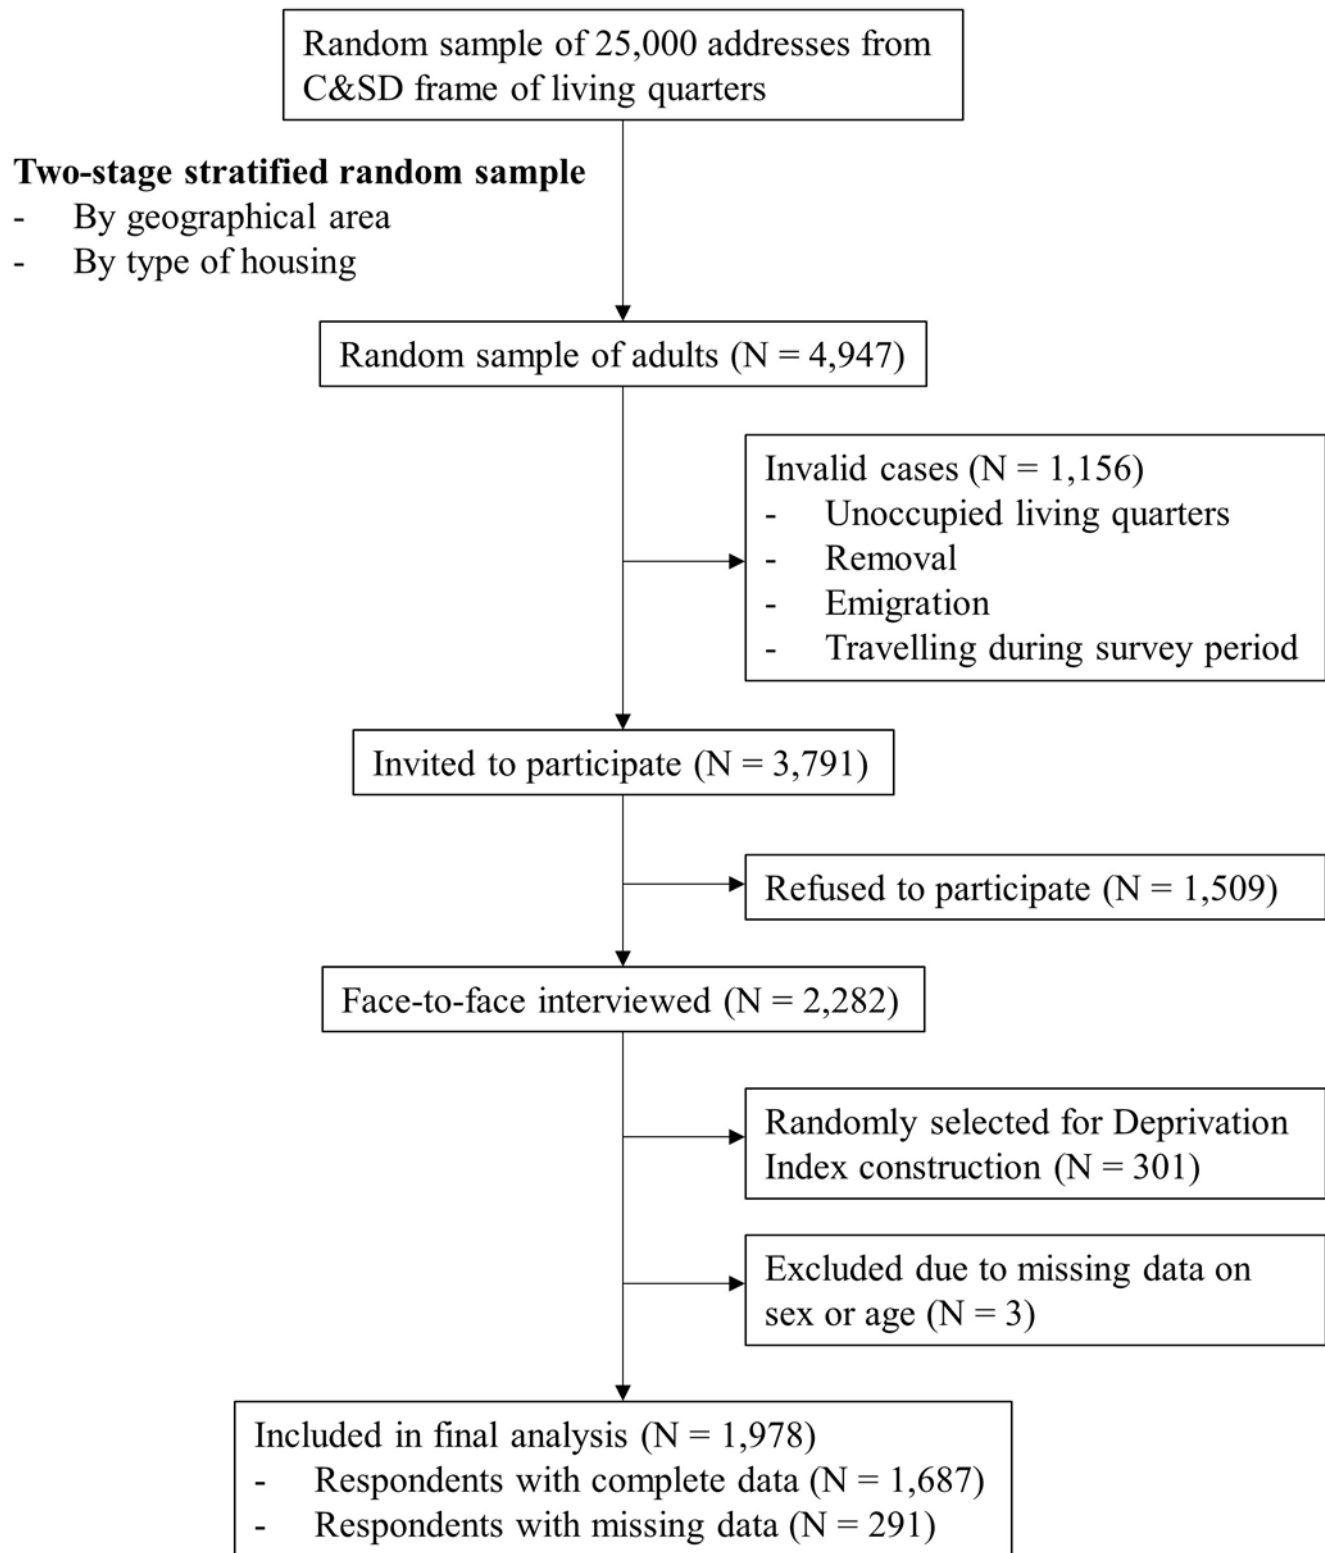 Random sample of 25,000 addresses from
C&SD frame of living quarters
Two-stage stratified random sample
- By geographical area
- By type of housing
Random sample of adults (N = 4,947)
Invalid cases (N = 1,156)
- Unoccupied living quarters
- Removal
- Emigration
- Travelling during survey period
Invited to participate (N = 3,791)
Refused to participate (N = 1,509)
Face-to-face interviewed (N = 2,282)
Randomly selected for Deprivation
Index construction (N = 301)
Excluded due to missing data on
sex or age (N = 3)
Included in final analysis (N = 1,978)
- Respondents with complete data (N = 1,687)
- Respondents with missing data (N = 291)